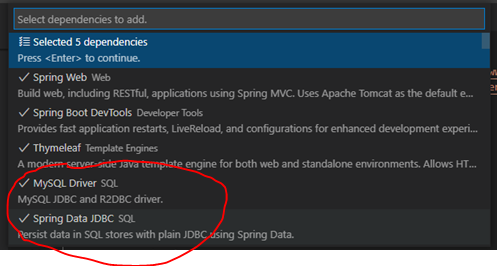 Select dependencies to add.
Selected 5 dependencies
Press <Enter> to continue.
Spring Web Web
Build web, including RESTful, applications using Spring MVC. Uses Apache Tomcat as the default e...
Spring Boot DevTools Developer Tools
Provides fast application restarts, LiveReload, and configurations for enhanced development experi...
Thymeleaf Template Engines
A modern server-side Java template engine for both web and standalone environments. Allows HT...
MySQL Driver SQL
MySQL JDBC and R2DBC driver.
Spring Data JDBC SQL
Persist data in SQL stores with plain JDBC using Spring Data.